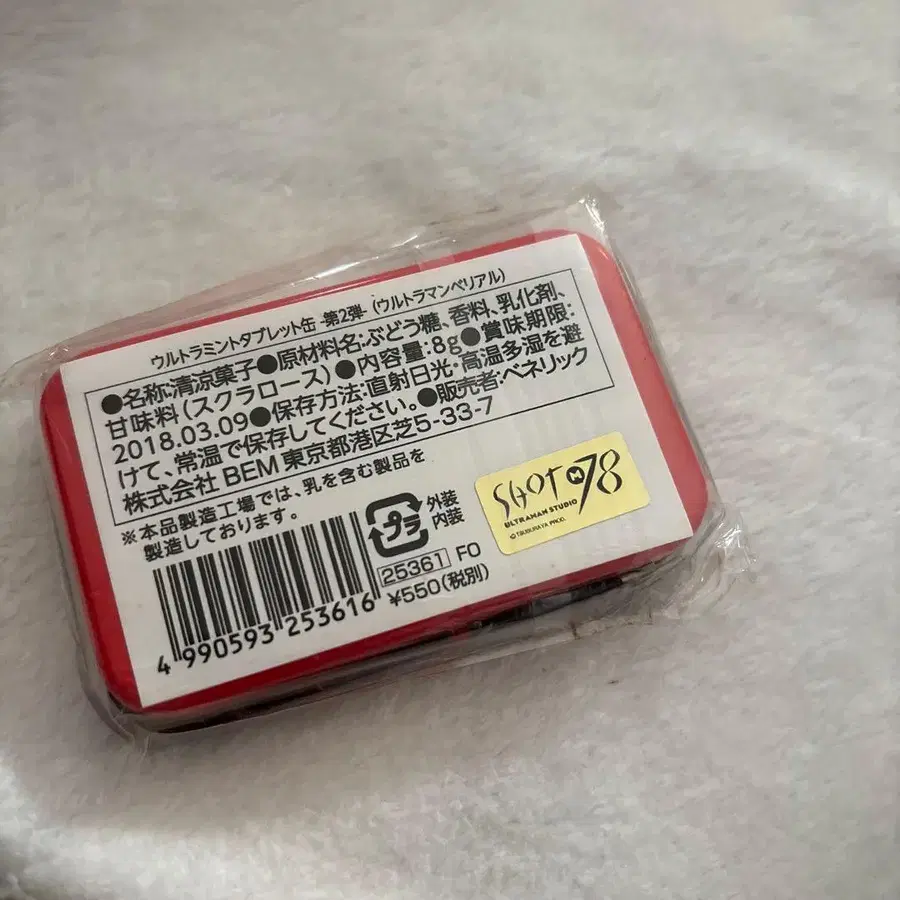 ウルトラミントタブレット缶 -第2弾- (ウルトラマンベリアル)
●名称:清涼菓子●原材料名:ぶどう糖、香料、乳化剤、
甘味料(スクラロース)●内容量:8g●賞味期限:
2018.03.09●保存方法:直射日光・高温多湿を避
けて、常温で保存してください。●販売者:ベネリック
株式会社 BEM 東京都港区芝5-33-7
※本品製造工場では、乳を含む製品を
製造しております。
プラ
外装
内装
25361 F0
¥550(税別)
4 990593 253616
SHOT M78
ULTRAMAN STUDIO
©TSUBURAYA PROD.